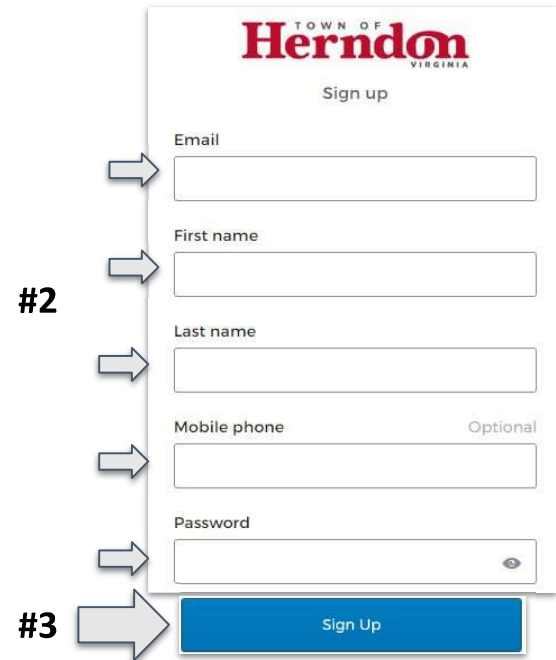 TOWN OF
Herndon
VIRGINIA
Sign up
Email
First name
#2
Last name
Mobile phone Optional
Password
#3
Sign Up